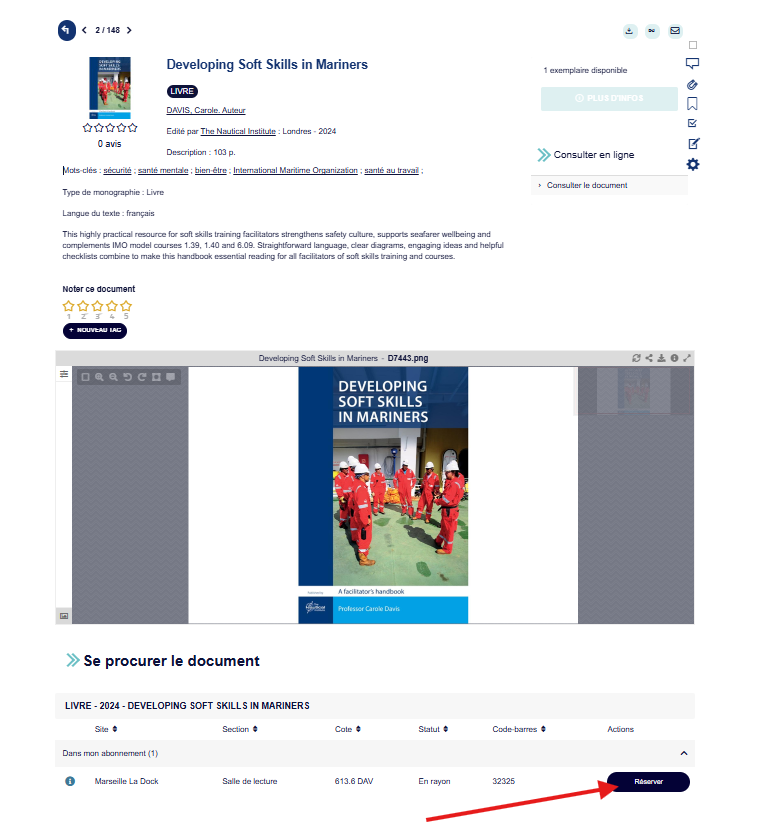 2 / 148
Developing Soft Skills in Mariners
LIVRE
DAVIS, Carole. Auteur
Edité par The Nautical Institute ; Londres - 2024
Description : 103 p.
0 avis
1 exemplaire disponible
PLUS D'INFOS
Consulter en ligne
Consulter le document
Mots-clés : sécurité ; santé mentale ; bien-être ; International Maritime Organization ; santé au travail ;
Type de monographie : Livre
Langue du texte : français
This highly practical resource for soft skills training facilitators strengthens safety culture, supports seafarer wellbeing and
complements IMO model courses 1.39, 1.40 and 6.09. Straightforward language, clear diagrams, engaging ideas and helpful
checklists combine to make this handbook essential reading for all facilitators of soft skills training and courses.
Noter ce document
1 2 3 4 5
+ NOUVEAU TAG
Developing Soft Skills in Mariners - D7443.png
DEVELOPING
SOFT SKILLS
IN MARINERS
A facilitator's handbook
Professor Carole Davis
Se procurer le document
LIVRE - 2024 - DEVELOPING SOFT SKILLS IN MARINERS
Site Section Cote Statut Code-barres Actions
Dans mon abonnement (1)
Marseille La Dock Salle de lecture 613.6 DAV En rayon 32325 Réserver